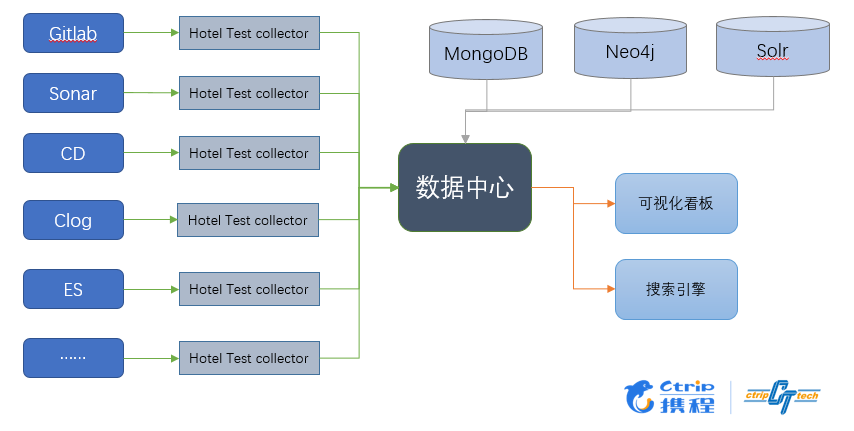 Gitlab
Hotel Test collector
Sonar
Hotel Test collector
CD
Hotel Test collector
Clog
Hotel Test collector
ES
Hotel Test collector
……
Hotel Test collector
MongoDB
Neo4j
Solr
数据中心
可视化看板
搜索引擎
Ctrip
携程
ctrip CT tech